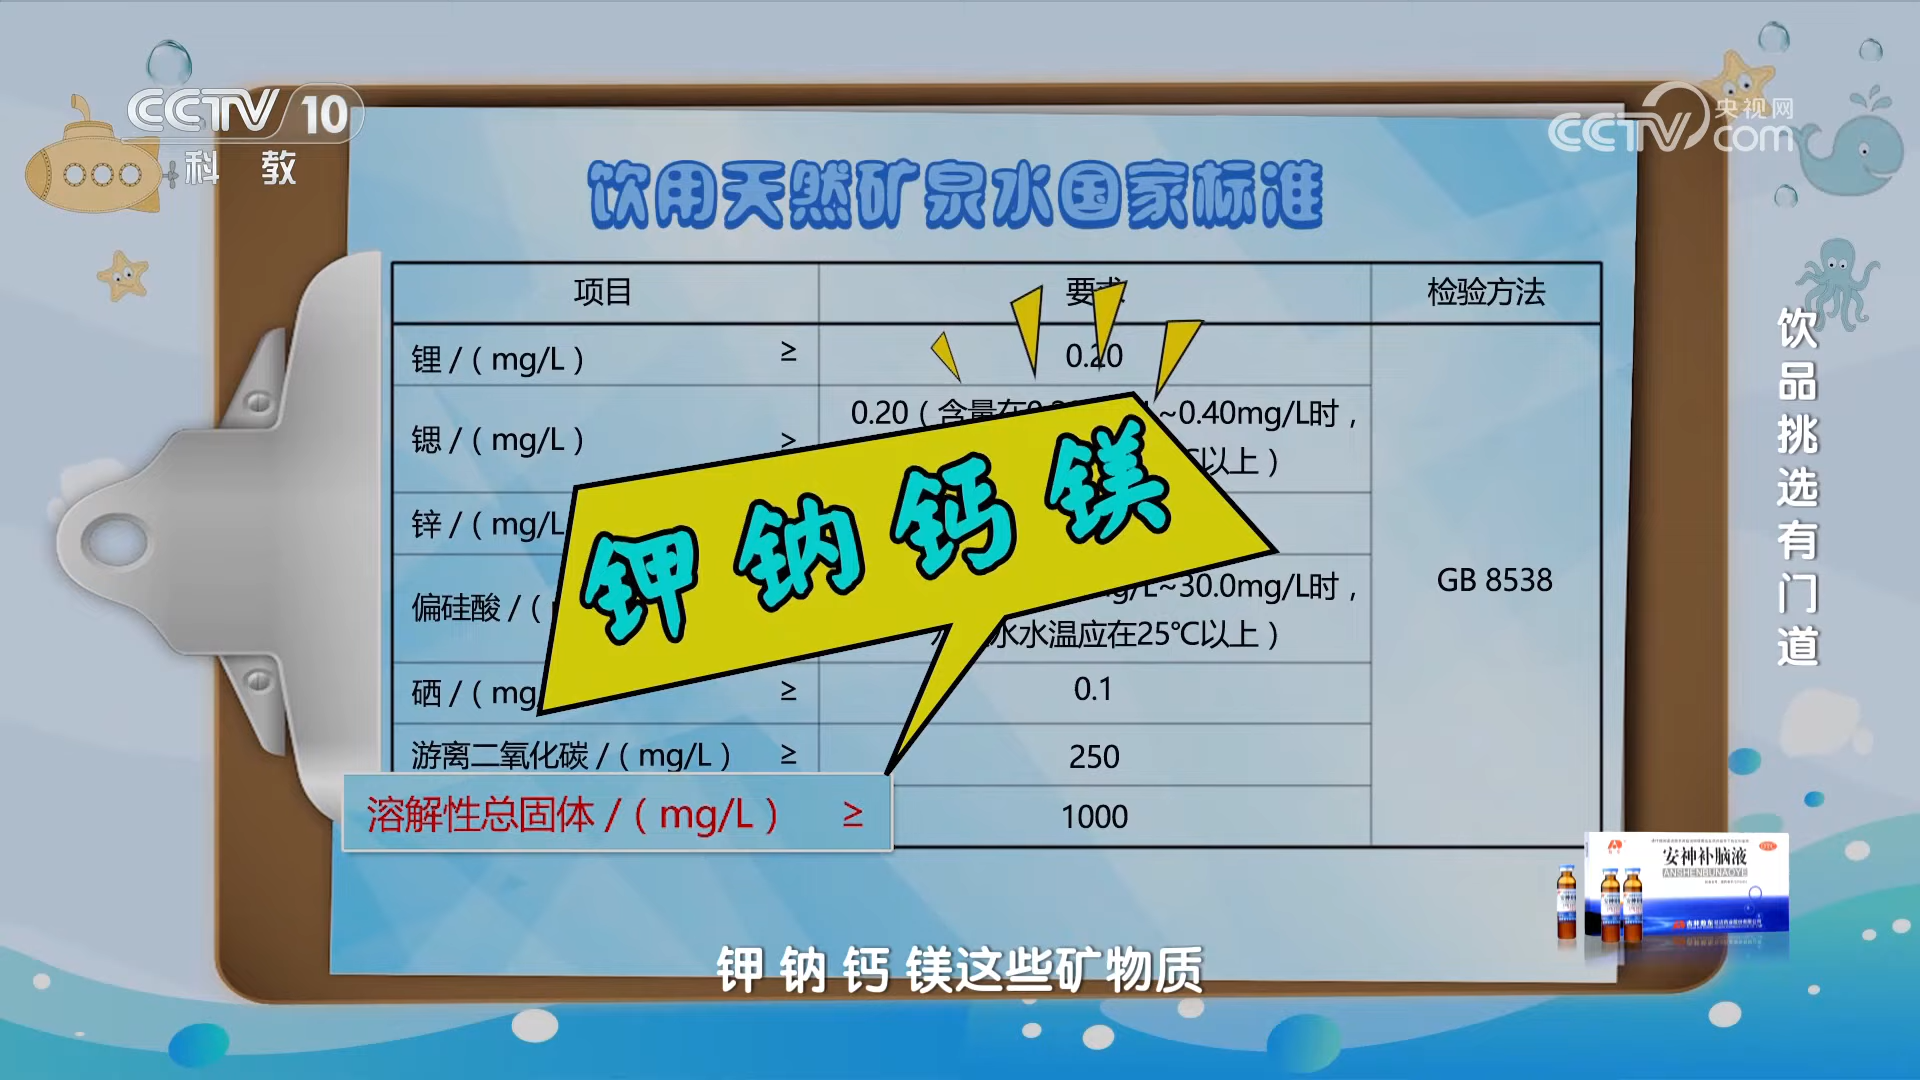 CCTV 10
科 教
央视网
CCTV.com
饮用天然矿泉水国家标准
项目
要求
检验方法
锂 /（ mg/L ） ≥
0.20
锶 /（ mg/L ） ≥
0.20（ 含量在
~0.40mg/L时，
以上 ）
锌 /（ mg/L
偏硅酸 /（
~30.0mg/L时，
水水温应在25℃以上 ）
GB 8538
硒 /（ mg ≥
0.1
游离二氧化碳 /（ mg/L ） ≥
250
溶解性总固体 /（ mg/L ） ≥
1000
钾 钠 钙 镁
饮品挑选有门道
安神补脑液
ANSHENBUNAOYE
钾 钠 钙 镁这些矿物质